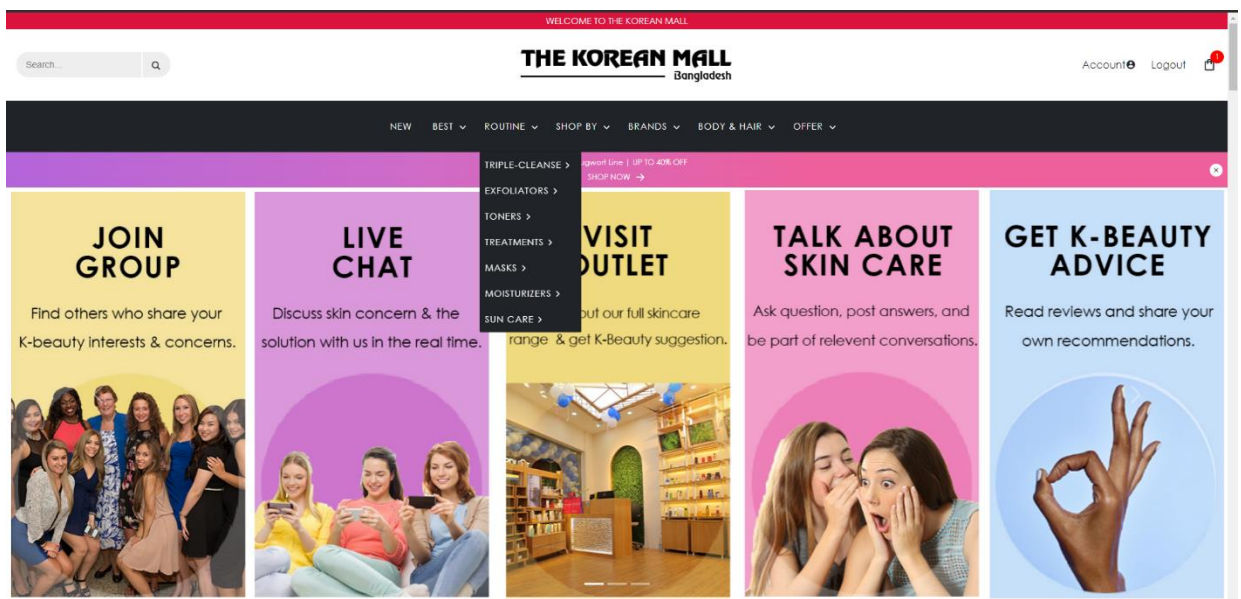 WELCOME TO THE KOREAN MALL
Search...
THE KOREAN MALL
Bangladesh
Account
Logout
1
NEW
BEST
ROUTINE
SHOP BY
BRANDS
BODY & HAIR
OFFER
Line | UP TO 40% OFF
SHOP NOW →
TRIPLE-CLEANSE >
EXFOLIATORS >
TONERS >
TREATMENTS >
MASKS >
MOISTURIZERS >
SUN CARE >
JOIN
GROUP
Find others who share your
K-beauty interests & concerns.
LIVE
CHAT
Discuss skin concern & the
solution with us in the real time.
VISIT
our full skincare
range & get K-Beauty suggestion.
TALK ABOUT
SKIN CARE
Ask question, post answers, and
be part of relevent conversations.
GET K-BEAUTY
ADVICE
Read reviews and share your
own recommendations.